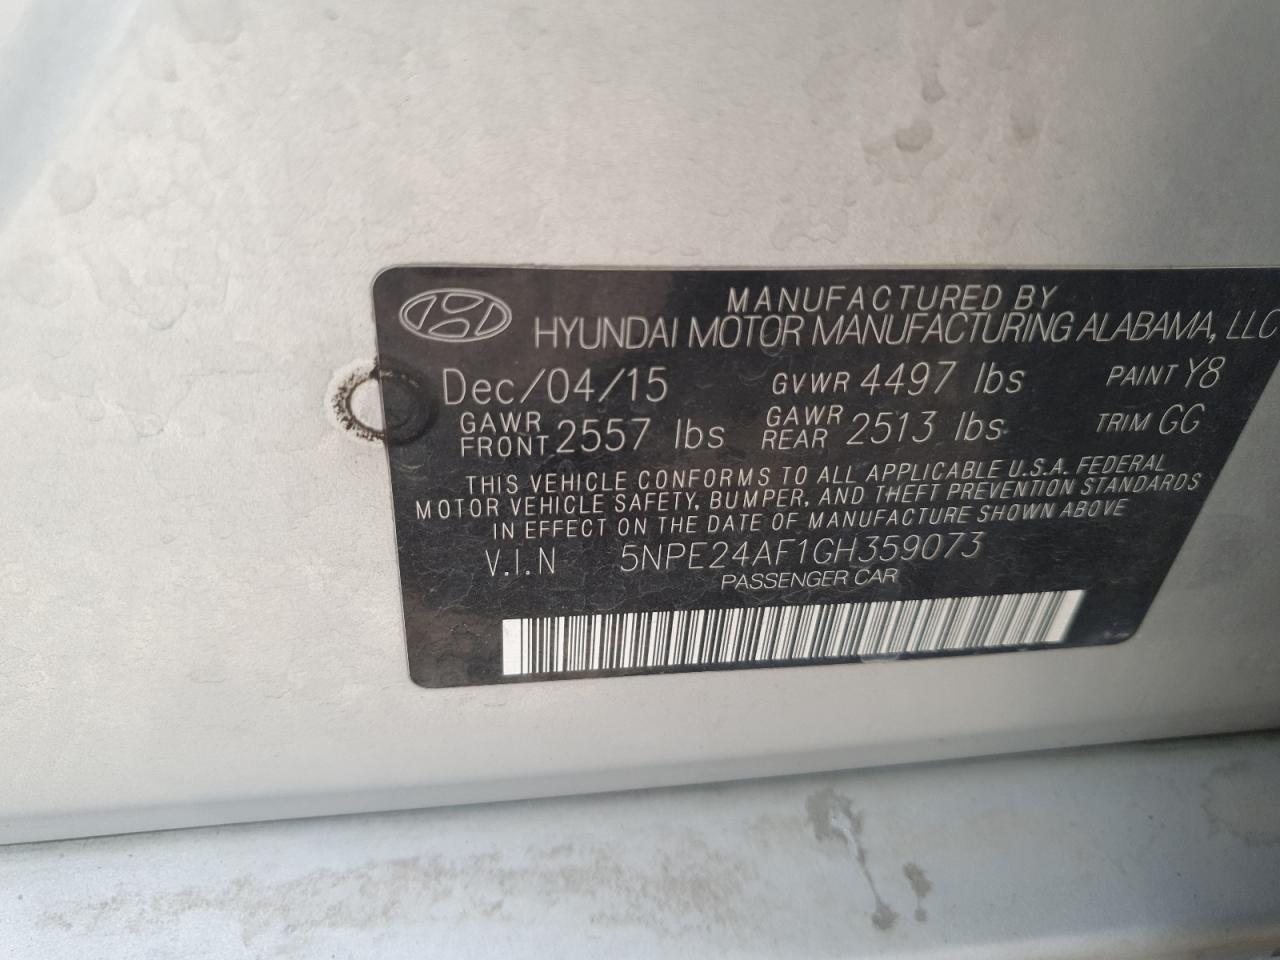 MANUFACTURED BY
HYUNDAI MOTOR MANUFACTURING ALABAMA, LLC
Dec/04/15 GVWR 4497 lbs PAINT Y8
GAWR FRONT 2557 lbs GAWR REAR 2513 lbs TRIM GG
THIS VEHICLE CONFORMS TO ALL APPLICABLE U.S.A. FEDERAL
MOTOR VEHICLE SAFETY, BUMPER, AND THEFT PREVENTION STANDARDS
IN EFFECT ON THE DATE OF MANUFACTURE SHOWN ABOVE
V.I.N 5NPE24AF1GH359073
PASSENGER CAR